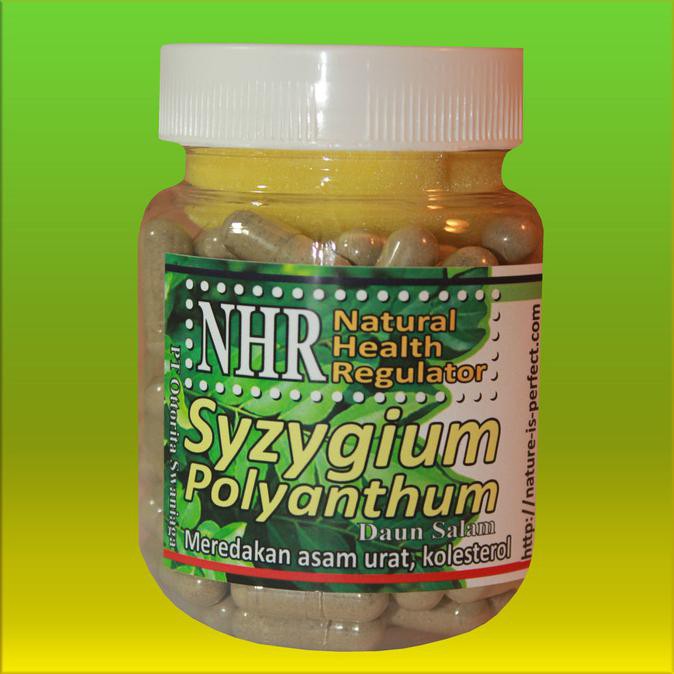 NHR
Natural
Health
Regulator
Syzygium
Polyanthum
Daun Salam
Meredakan asam urat, kolesterol
http://nature-is-perfect.com